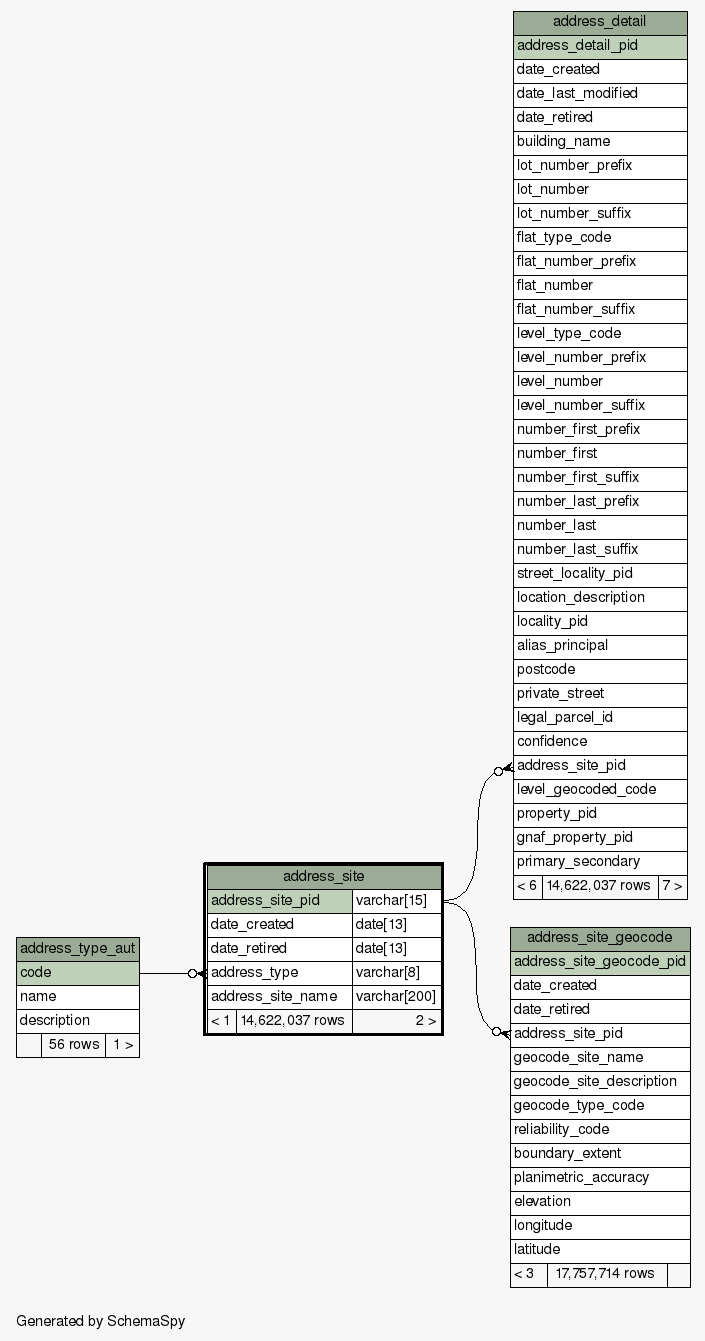 address_detail
address_detail_pid
date_created
date_last_modified
date_retired
building_name
lot_number_prefix
lot_number
lot_number_suffix
flat_type_code
flat_number_prefix
flat_number
flat_number_suffix
level_type_code
level_number_prefix
level_number
level_number_suffix
number_first_prefix
number_first
number_first_suffix
number_last_prefix
number_last
number_last_suffix
street_locality_pid
location_description
locality_pid
alias_principal
postcode
private_street
legal_parcel_id
confidence
address_site_pid
level_geocoded_code
property_pid
gnaf_property_pid
primary_secondary
< 6 14,622,037 rows 7 >
address_site
address_site_pid varchar[15]
date_created date[13]
date_retired date[13]
address_type varchar[8]
address_site_name varchar[200]
< 1 14,622,037 rows 2 >
address_type_aut
code
name
description
56 rows 1 >
address_site_geocode
address_site_geocode_pid
date_created
date_retired
address_site_pid
geocode_site_name
geocode_site_description
geocode_type_code
reliability_code
boundary_extent
planimetric_accuracy
elevation
longitude
latitude
< 3 17,757,714 rows
Generated by SchemaSpy